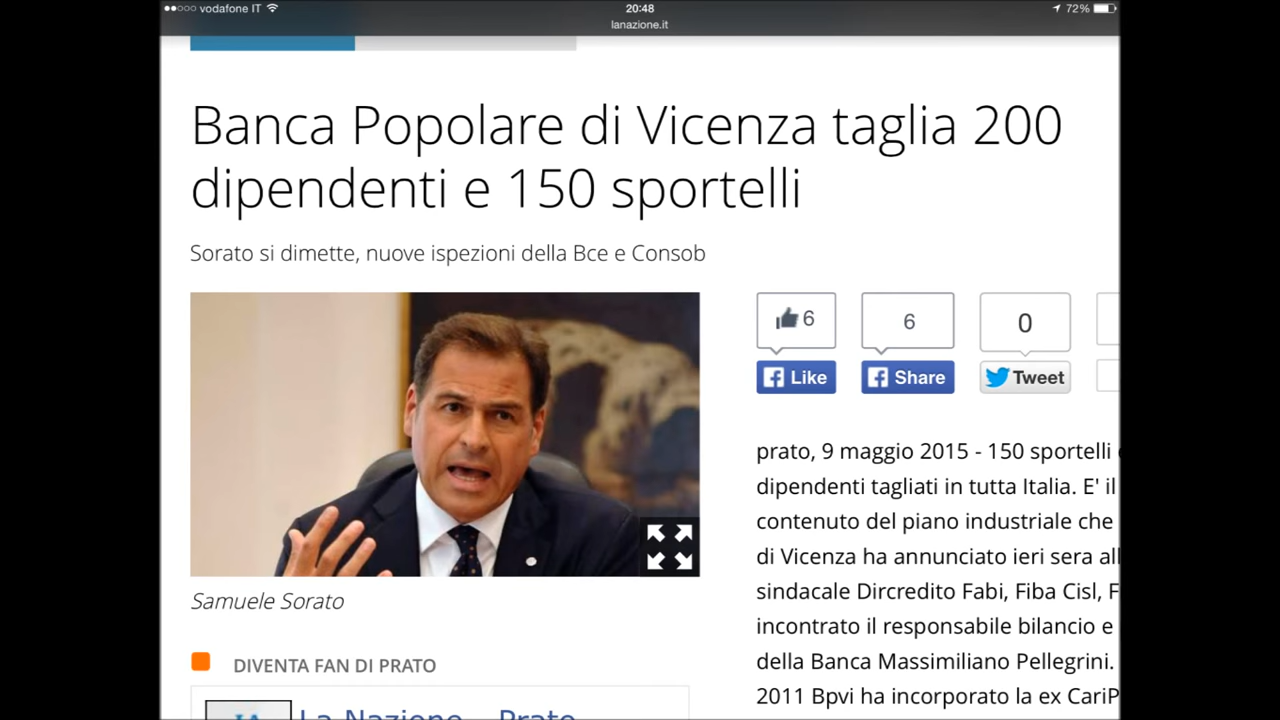 vodafone IT
20:48
72%
lanazione.it
Banca Popolare di Vicenza taglia 200
dipendenti e 150 sportelli
Sorato si dimette, nuove ispezioni della Bce e Consob
6
6
0
Like
Share
Tweet
Samuele Sorato
DIVENTA FAN DI PRATO
La Nazione - Prato
prato, 9 maggio 2015 - 150 sportelli
dipendenti tagliati in tutta Italia. E' il
contenuto del piano industriale che
di Vicenza ha annunciato ieri sera
sindacale Dircredito Fabi, Fiba Cisl,
incontrato il responsabile bilancio e
della Banca Massimiliano Pellegrini.
2011 Bpvi ha incorporato la ex